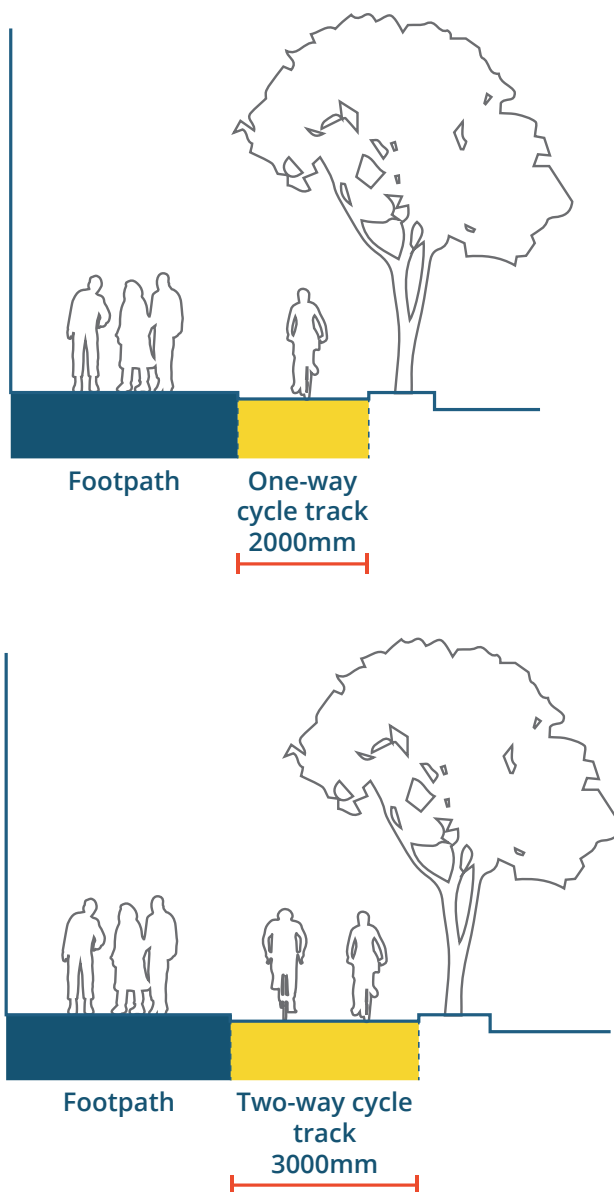 Footpath
One-way
cycle track
2000mm
Footpath
Two-way cycle
track
3000mm